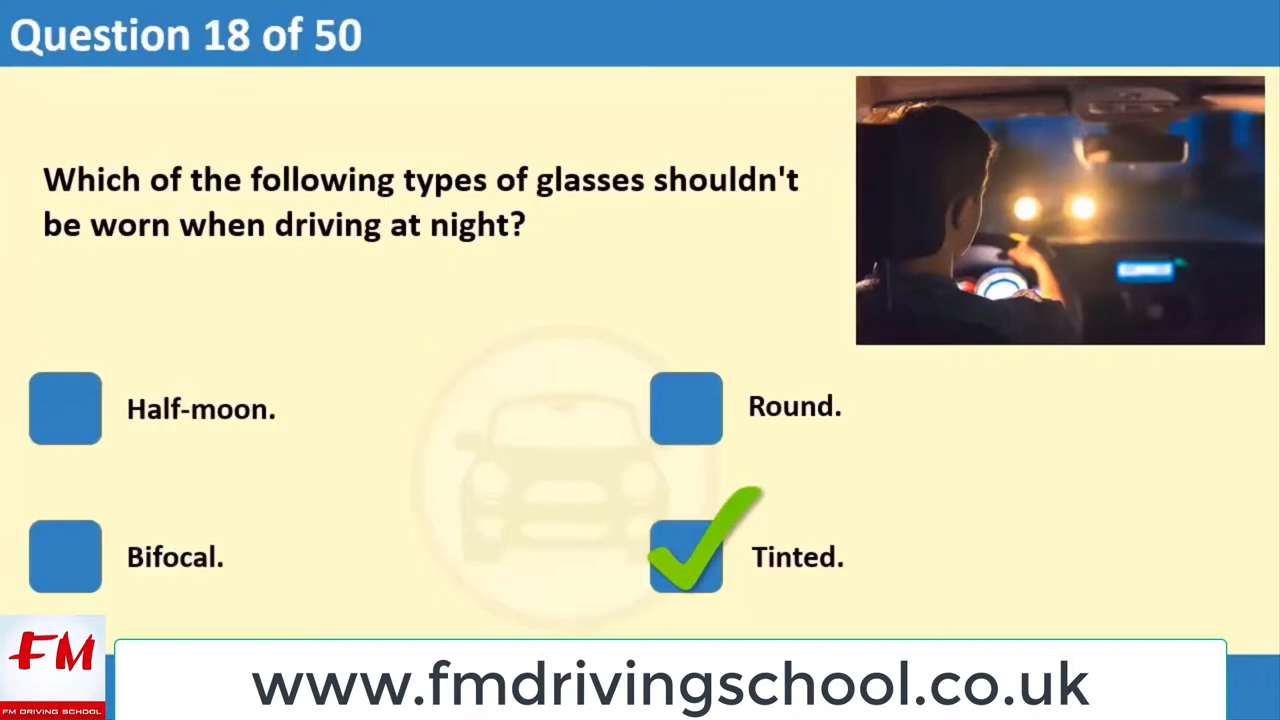 Question 18 of 50
Which of the following types of glasses shouldn't
be worn when driving at night?
Half-moon.
Round.
Bifocal.
Tinted.
FM
FM DRIVING SCHOOL
www.fmdrivingschool.co.uk